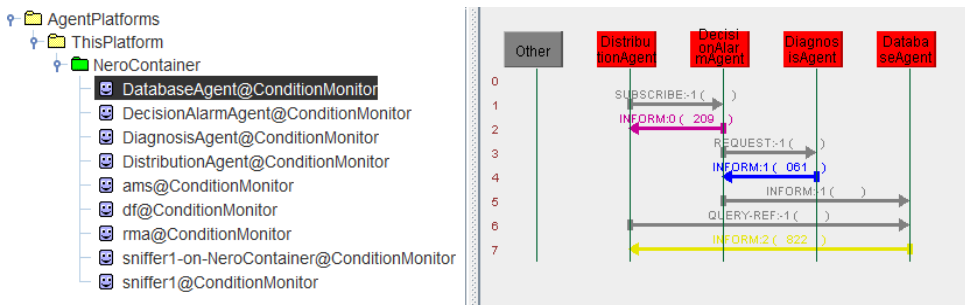 AgentPlatforms
ThisPlatform
NeroContainer
DatabaseAgent@ConditionMonitor
DecisionAlarmAgent@ConditionMonitor
DiagnosisAgent@ConditionMonitor
DistributionAgent@ConditionMonitor
ams@ConditionMonitor
df@ConditionMonitor
rma@ConditionMonitor
sniffer1-on-NeroContainer@ConditionMonitor
sniffer1@ConditionMonitor
Other
Distribu
tionAgent
Decisi
onAlar
mAgent
Diagnos
isAgent
Databa
seAgent
0
SUBSCRIBE:-1 ( )
1
INFORM:0 ( 209 )
2
REQUEST:-1 ( )
3
INFORM:1 ( 061 )
4
INFORM:-1 ( )
5
QUERY-REF:-1 ( )
6
INFORM:2 ( 822 )
7